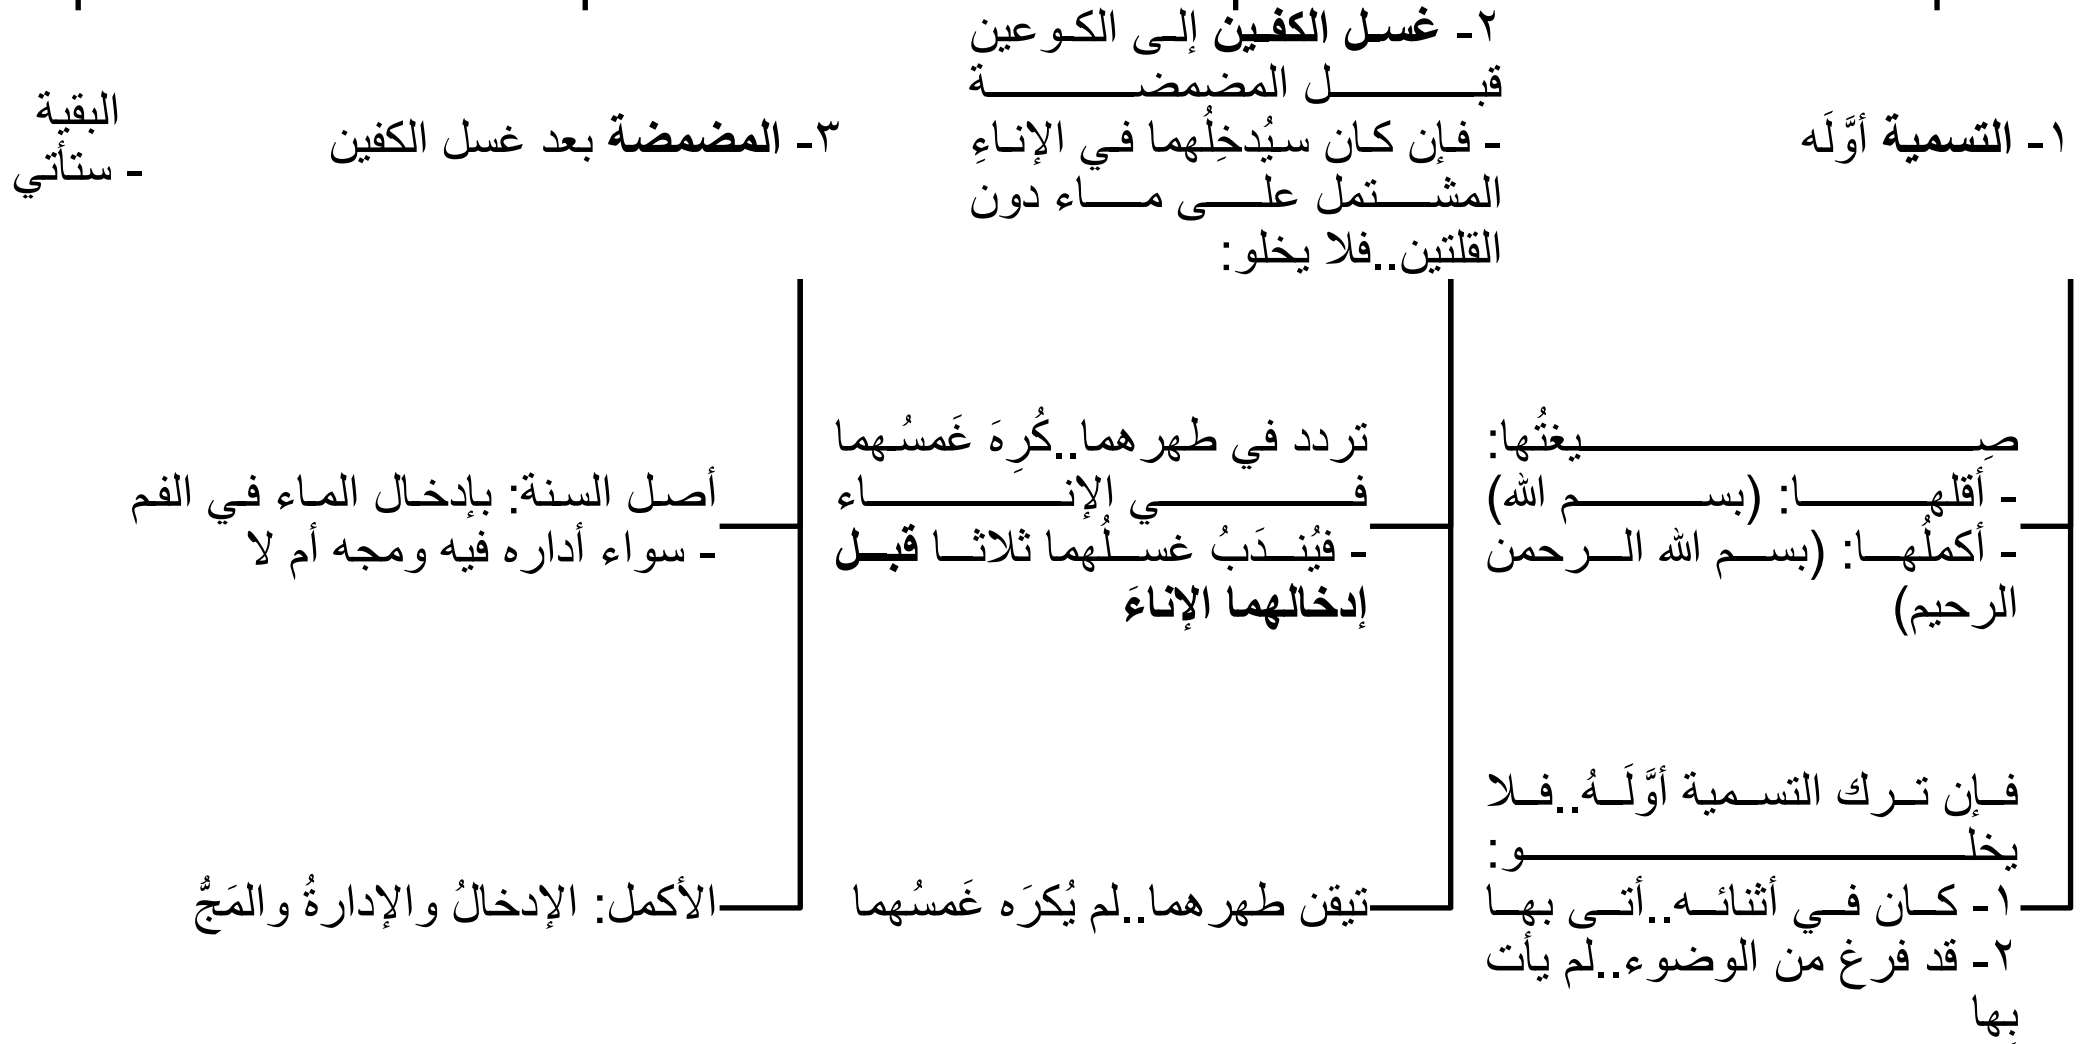 ١- التسمية أوَّلَه
صِيغتُها:
- أقلها: (بسم الله)
- أكملُها: (بسم الله الرحمن
الرحيم)
فإن ترك التسمية أوَّلَهُ..فلا
يخلو:
١- كان في أثنائه..أتى بها
٢- قد فرغ من الوضوء..لم يأت
بها
٢- غسل الكفين إلى الكوعين
قبل المضمضة
- فإن كان سيُدخِلُهما في الإناءِ
المشتمل على ماء دون
القلتين..فلا يخلو:
تردد في طهرهما..كُرِهَ غَمسُهما
في الإناء
- فيُندَبُ غسلُهما ثلاثا قبل
إدخالهما الإناءَ
تيقن طهرهما..لم يُكرَه غَمسُهما
٣- المضمضة بعد غسل الكفين
أصل السنة: بإدخال الماء في الفم
- سواء أداره فيه ومجه أم لا
الأكمل: الإدخالُ والإدارةُ والمَجُّ
البقية
- ستأتي